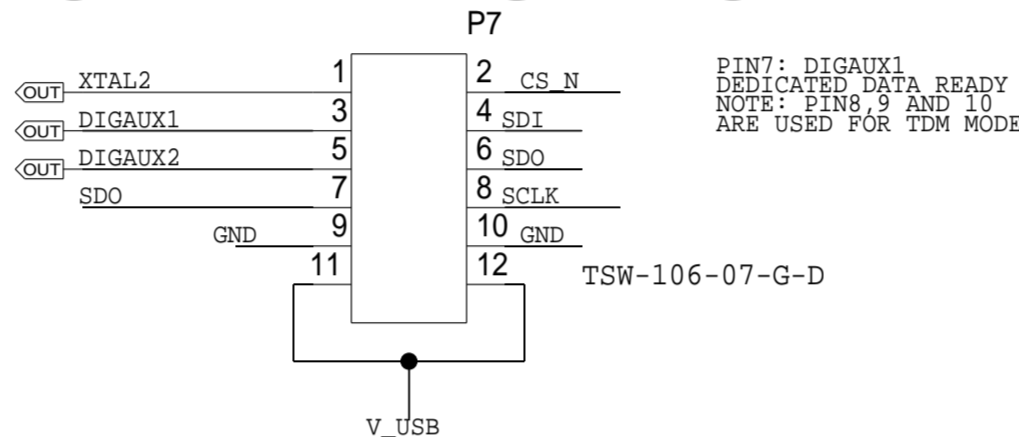 P7
OUT XTAL2 1 2 CS_N
OUT DIGAUX1 3 4 SDI
OUT DIGAUX2 5 6 SDO
SDO 7 8 SCLK
GND 9 10 GND
11 12
TSW-106-07-G-D
V_USB
PIN7: DIGAUX1
DEDICATED DATA READY
NOTE: PIN8,9 AND 10
ARE USED FOR TDM MODE